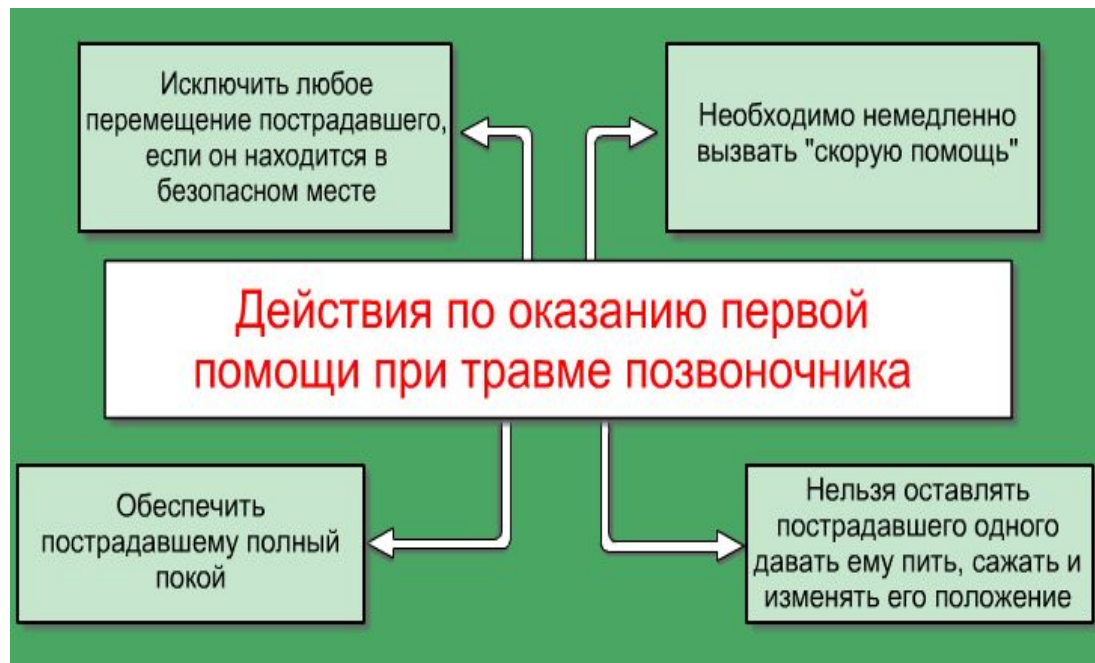 Исключить любое
перемещение пострадавшего,
если он находится в
безопасном месте
Необходимо немедленно
вызвать "скорую помощь"
Действия по оказанию первой
помощи при травме позвоночника
Обеспечить
пострадавшему полный
покой
Нельзя оставлять
пострадавшего одного
давать ему пить, сажать и
изменять его положение